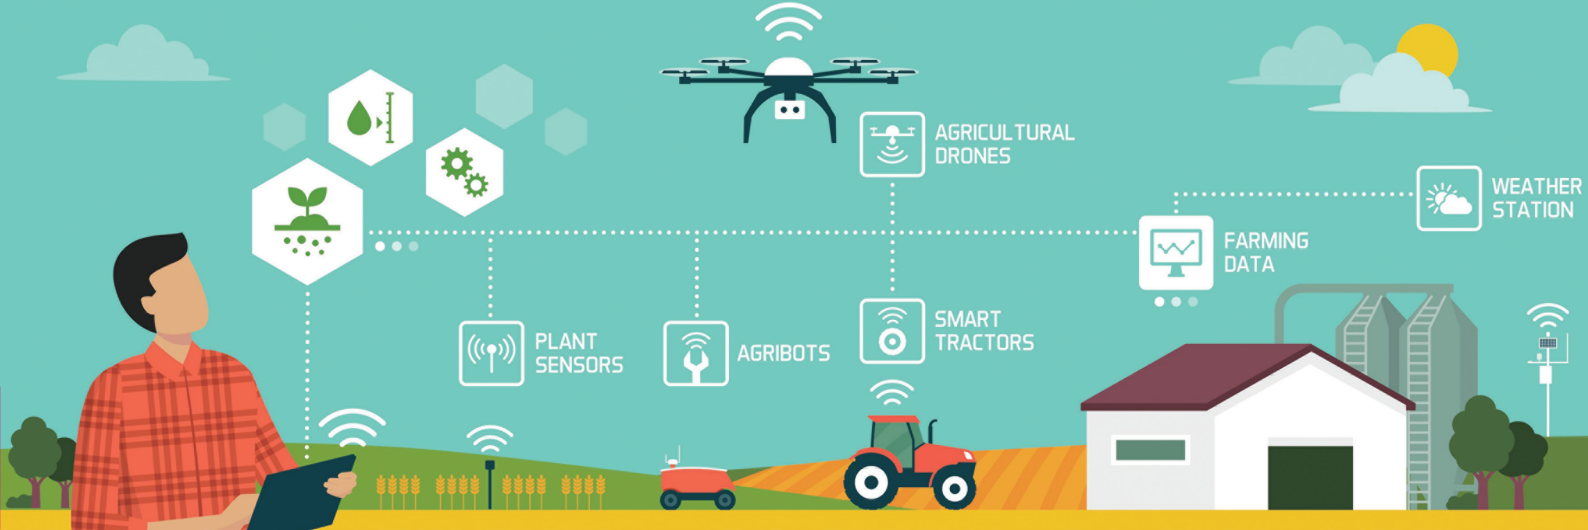 AGRICULTURAL
DRONES
WEATHER
STATION
FARMING
DATA
PLANT
SENSORS
AGRIBOTS
SMART
TRACTORS